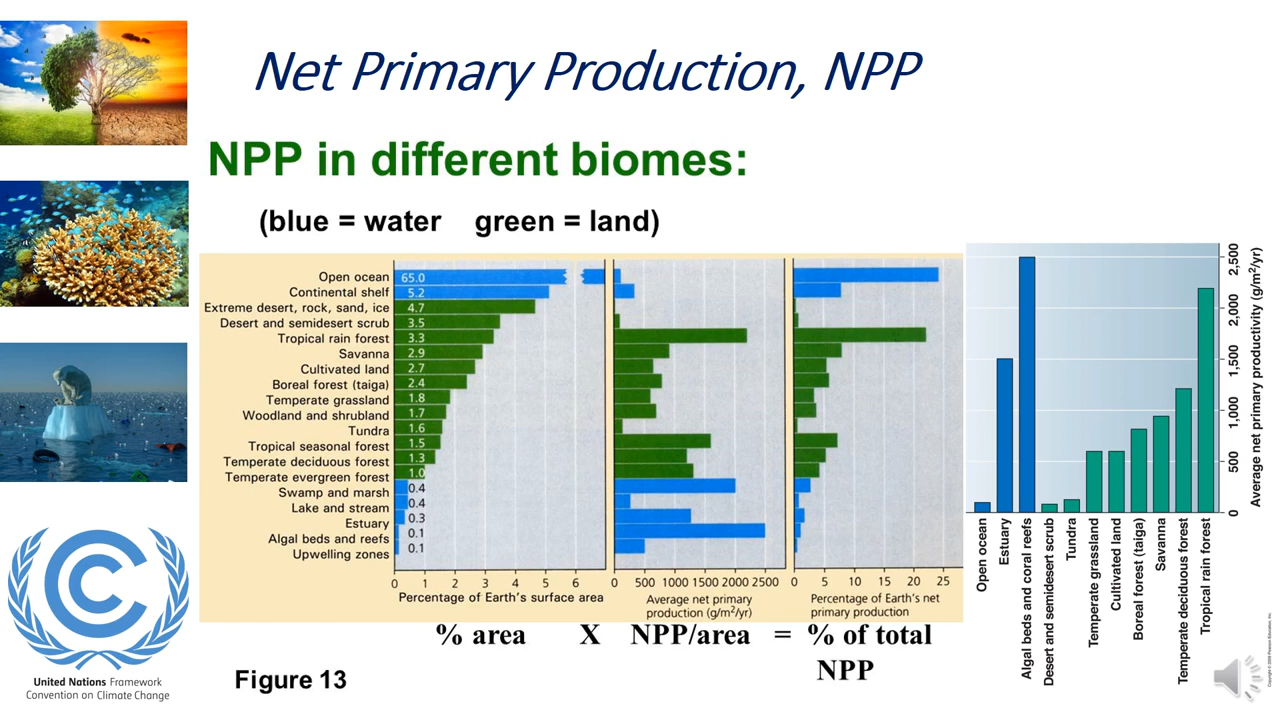 Net Primary Production, NPP
NPP in different biomes:
(blue = water green = land)
Open ocean
Continental shelf
Extreme desert, rock, sand, ice
Desert and semidesert scrub
Tropical rain forest
Savanna
Cultivated land
Boreal forest (taiga)
Temperate grassland
Woodland and shrubland
Tundra
Tropical seasonal forest
Temperate deciduous forest
Temperate evergreen forest
Swamp and marsh
Lake and stream
Estuary
Algal beds and reefs
Upwelling zones
65.0
5.2
4.7
3.5
3.3
2.9
2.7
2.4
1.8
1.7
1.6
1.5
1.3
1.0
0.4
0.4
0.3
0.1
0.1
0 1 2 3 4 5 6
Percentage of Earth's surface area
0 500 1000 1500 2000 2500
Average net primary
production (g/m²/yr)
0 5 10 15 20 25
Percentage of Earth's net
primary production
% area X NPP/area = % of total
NPP
Figure 13
Open ocean
Estuary
Algal beds and coral reefs
Desert and semidesert scrub
Tundra
Temperate grassland
Cultivated land
Boreal forest (taiga)
Savanna
Temperate deciduous forest
Tropical rain forest
0
500
1,000
1,500
2,000
2,500
Average net primary productivity (g/m²/yr)
Copyright © 2005 Pearson Education, Inc.
United Nations Framework
Convention on Climate Change